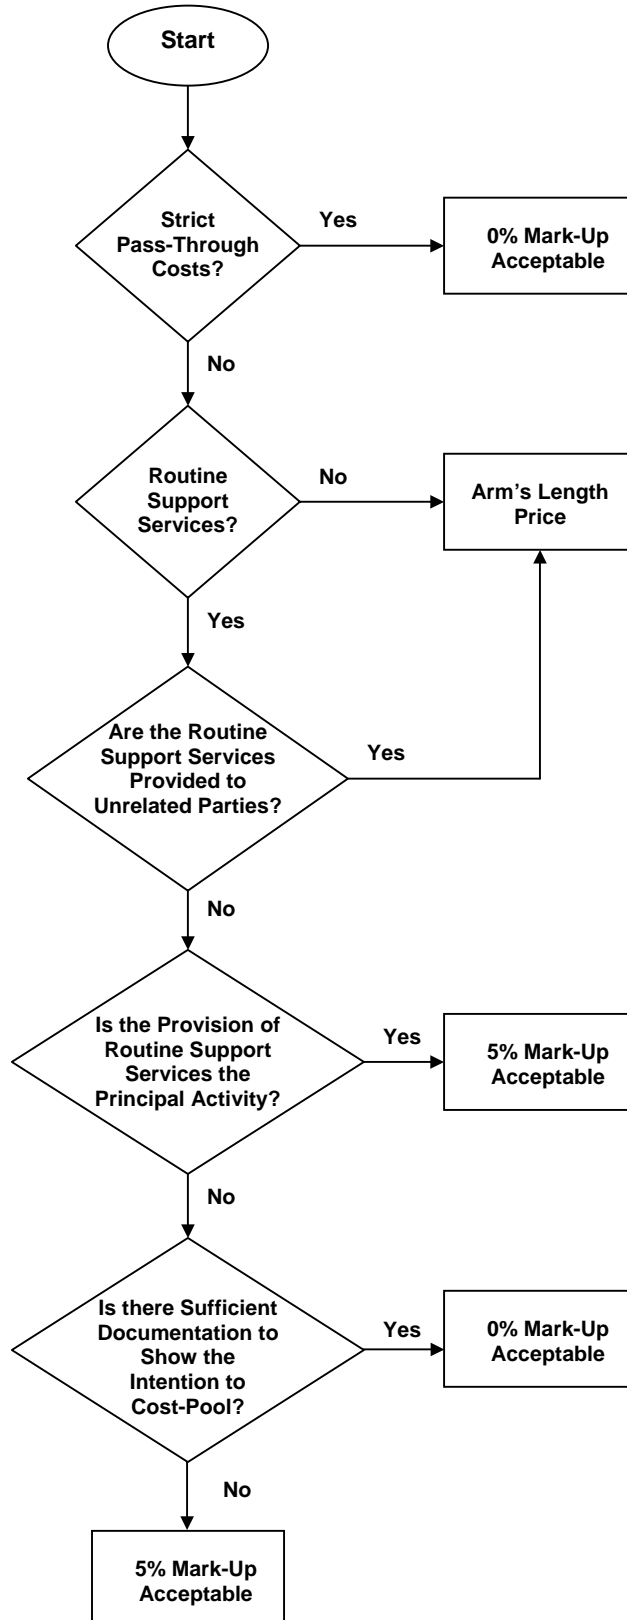 Start
Strict
Pass-Through
Costs?
Yes
0% Mark-Up
Acceptable
No
Routine
Support
Services?
No
Arm’s Length
Price
Yes
Are the Routine
Support Services
Provided to
Unrelated Parties?
Yes
No
Is the Provision of
Routine Support
Services the
Principal Activity?
Yes
5% Mark-Up
Acceptable
No
Is there Sufficient
Documentation to
Show the
Intention to
Cost-Pool?
Yes
0% Mark-Up
Acceptable
No
5% Mark-Up
Acceptable